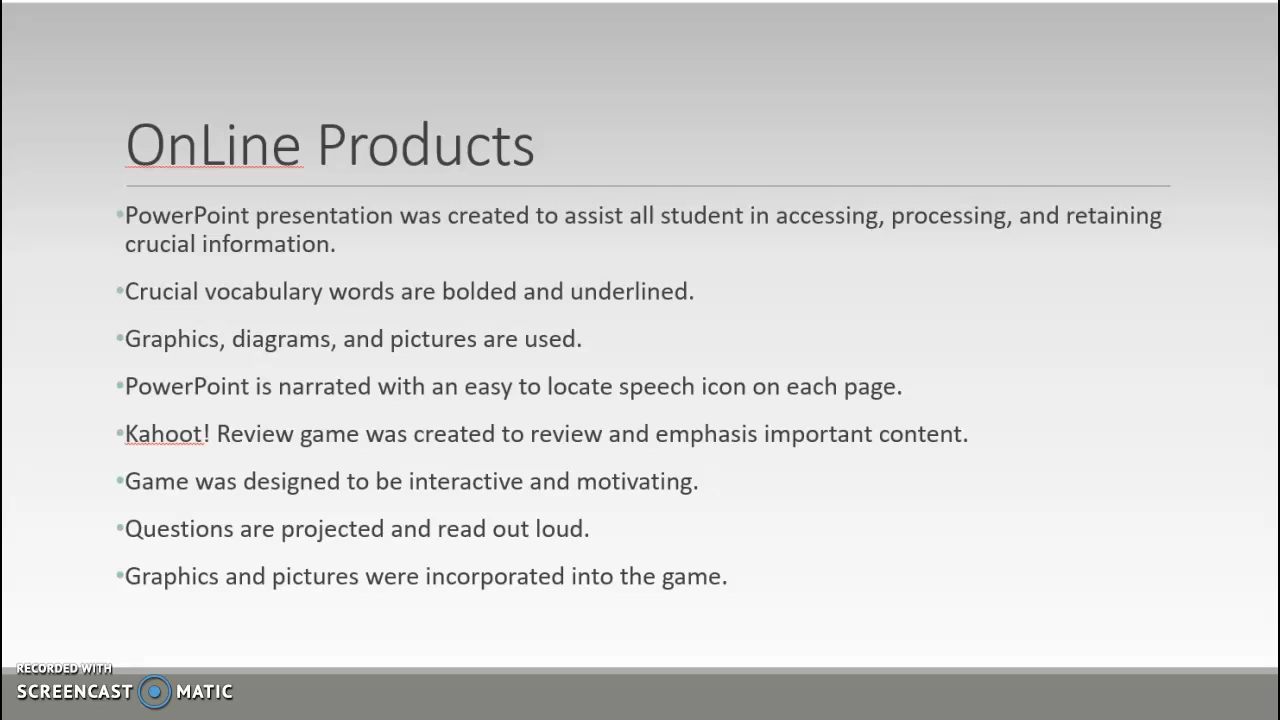 OnLine Products
•PowerPoint presentation was created to assist all student in accessing, processing, and retaining
crucial information.
•Crucial vocabulary words are bolded and underlined.
•Graphics, diagrams, and pictures are used.
•PowerPoint is narrated with an easy to locate speech icon on each page.
•Kahoot! Review game was created to review and emphasis important content.
•Game was designed to be interactive and motivating.
•Questions are projected and read out loud.
•Graphics and pictures were incorporated into the game.
RECORDED WITH
SCREENCAST MATIC